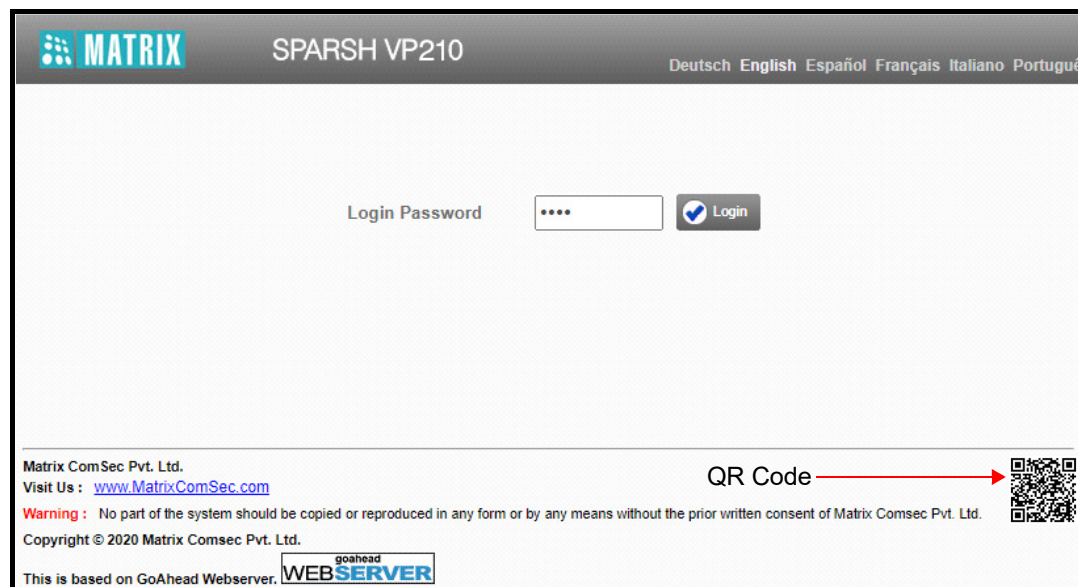 MATRIX SPARSH VP210
Deutsch English Español Français Italiano Portugué
Login Password •••• Login
Matrix ComSec Pvt. Ltd.
Visit Us : www.MatrixComSec.com
QR Code
Warning : No part of the system should be copied or reproduced in any form or by any means without the prior written consent of Matrix Comsec Pvt. Ltd.
Copyright © 2020 Matrix Comsec Pvt. Ltd.
This is based on GoAhead Webserver. goahead WEBSERVER